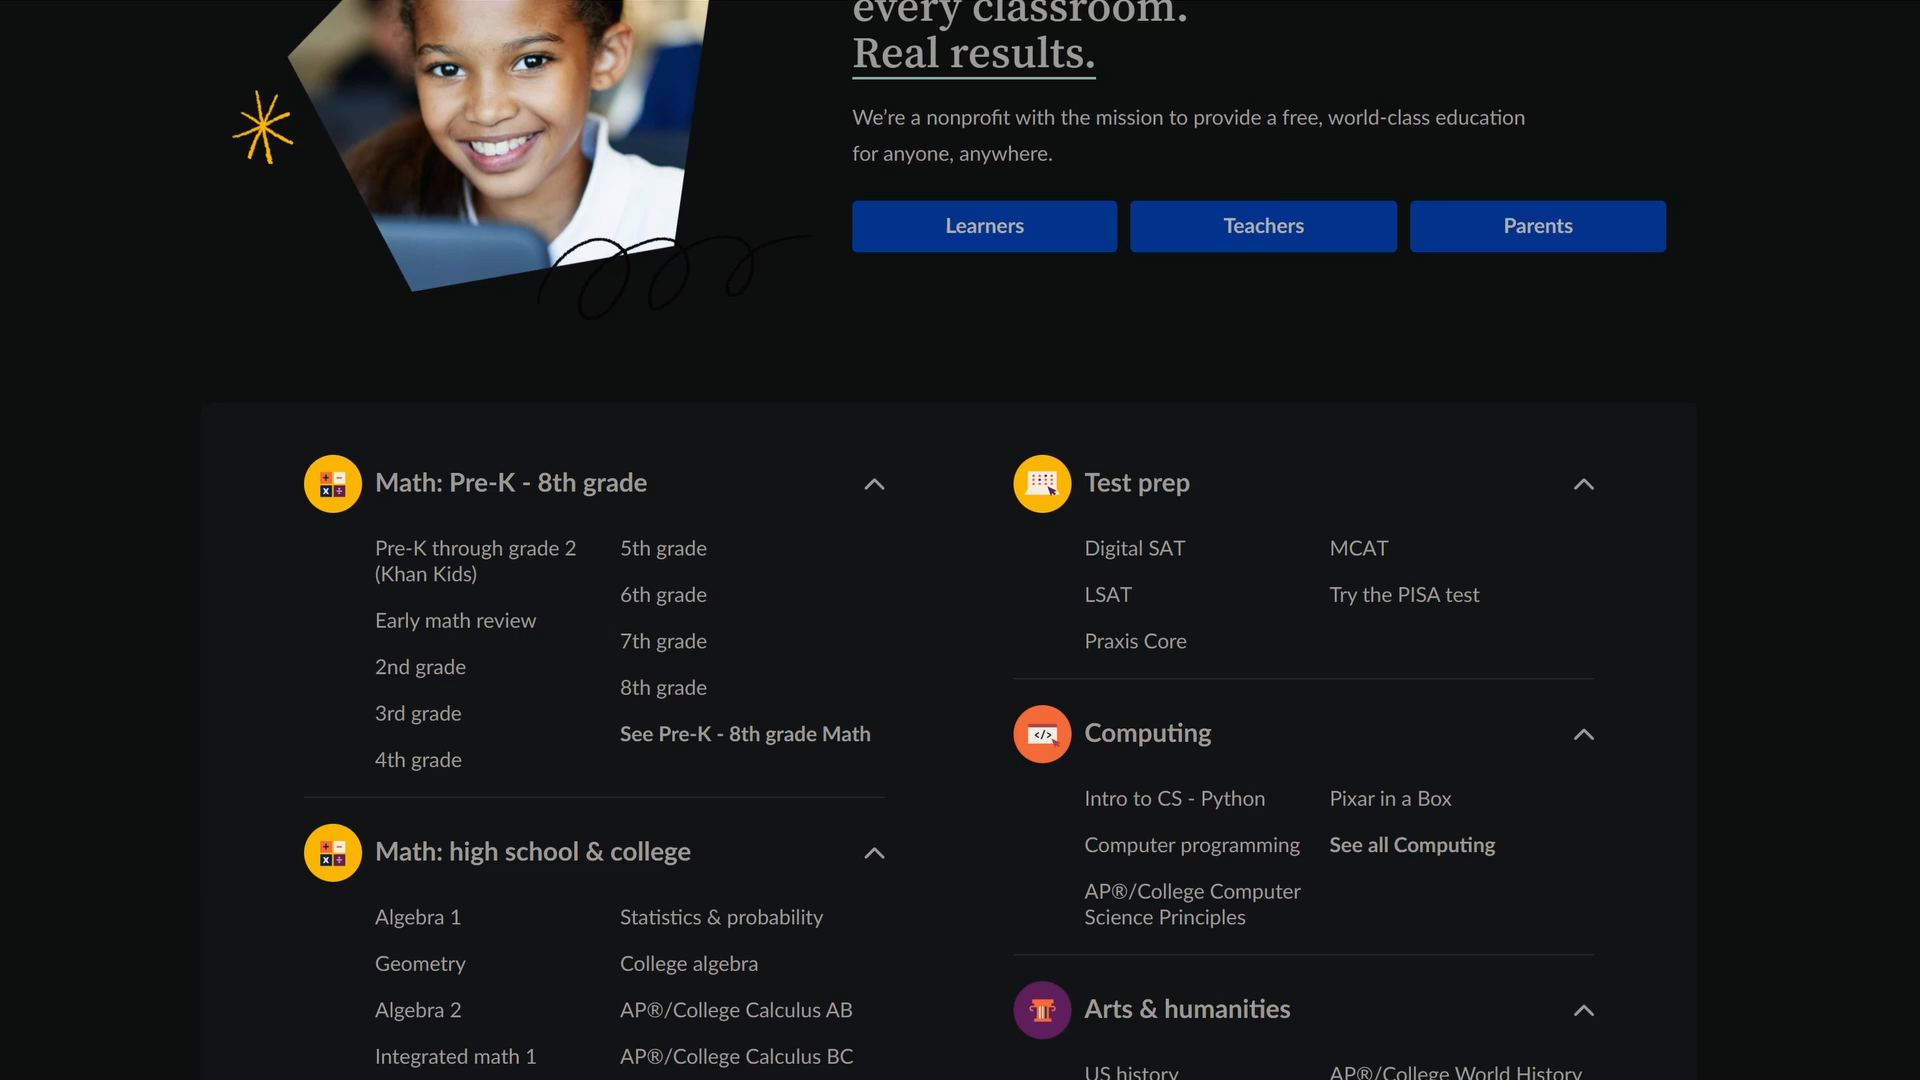 every classroom.
Real results.
We're a nonprofit with the mission to provide a free, world-class education
for anyone, anywhere.
Learners
Teachers
Parents
Math: Pre-K - 8th grade
Pre-K through grade 2
(Khan Kids)
Early math review
2nd grade
3rd grade
4th grade
5th grade
6th grade
7th grade
8th grade
See Pre-K - 8th grade Math
Math: high school & college
Algebra 1
Geometry
Algebra 2
Integrated math 1
Statistics & probability
College algebra
AP®/College Calculus AB
AP®/College Calculus BC
Test prep
Digital SAT
LSAT
Praxis Core
MCAT
Try the PISA test
Computing
Intro to CS - Python
Computer programming
AP®/College Computer
Science Principles
Pixar in a Box
See all Computing
Arts & humanities
US history
AP®/College World History